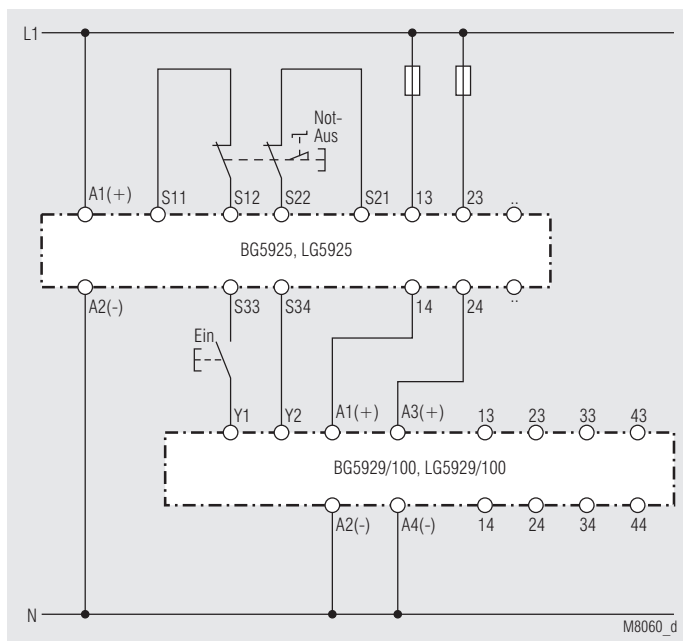 L1
Not-
Aus
A1(+) S11 S12 S22 S21 13 23 ..
BG5925, LG5925
A2(-) S33 S34 14 24 ..
Ein
Y1 Y2 A1(+) A3(+) 13 23 33 43
BG5929/100, LG5929/100
A2(-) A4(-) 14 24 34 44
N
M8060_d